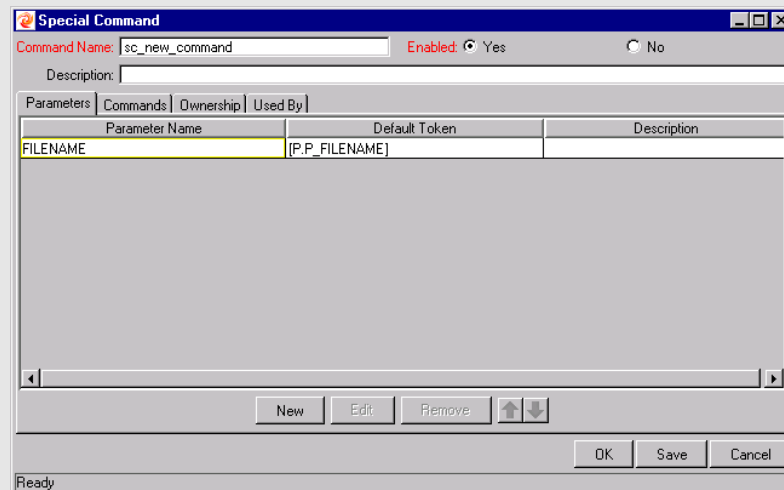 Special Command
Command Name: sc_new_command Enabled: Yes No
Description:
Parameters Commands Ownership Used By
Parameter Name Default Token Description
FILENAME [P.P_FILENAME]
New Edit Remove
OK Save Cancel
Ready